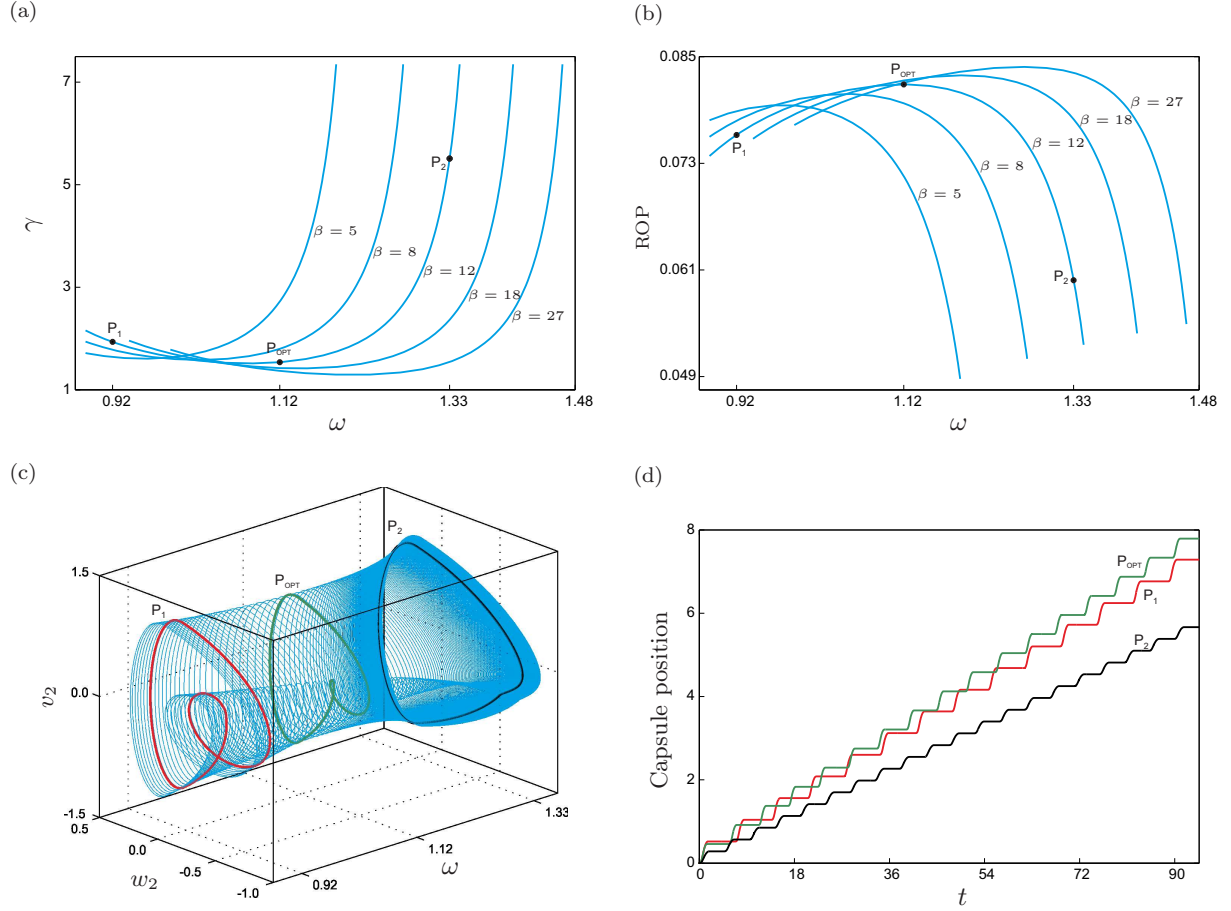 (a)
7
5
3
1
γ
0.92
1.12
1.33
1.48
ω
P1
POPT
P2
β = 5
β = 8
β = 12
β = 18
β = 27
(b)
0.085
0.073
0.061
0.049
ROP
0.92
1.12
1.33
1.48
ω
P1
POPT
P2
β = 5
β = 8
β = 12
β = 18
β = 27
(c)
1.5
0.0
-1.5
v2
0.5
0.0
-0.5
-1.0
w2
0.92
1.12
1.33
ω
P1
POPT
P2
(d)
8
6
4
2
0
Capsule position
0
18
36
54
72
90
t
POPT
P1
P2